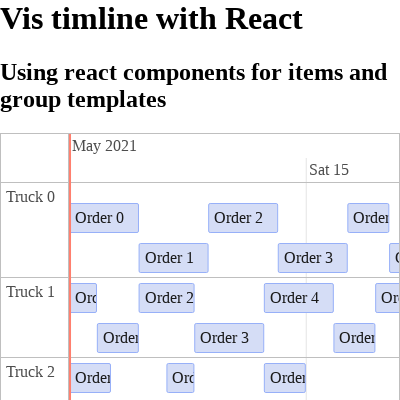 Vis timline with React
Using react components for items and
group templates
May 2021
Sat 15
Truck 0
Order 0
Order 2
Order
Order 1
Order 3
Truck 1
Ord
Order 2
Order 4
Or
Order
Order 3
Order
Truck 2
Order
Ord
Order